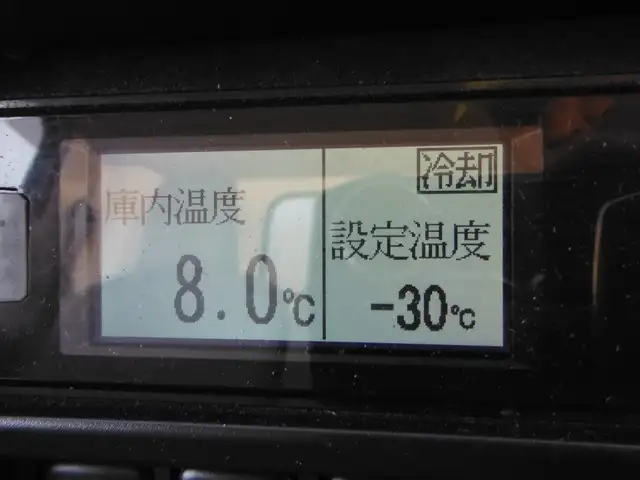 庫内温度
8.0℃
冷却
設定温度
-30℃